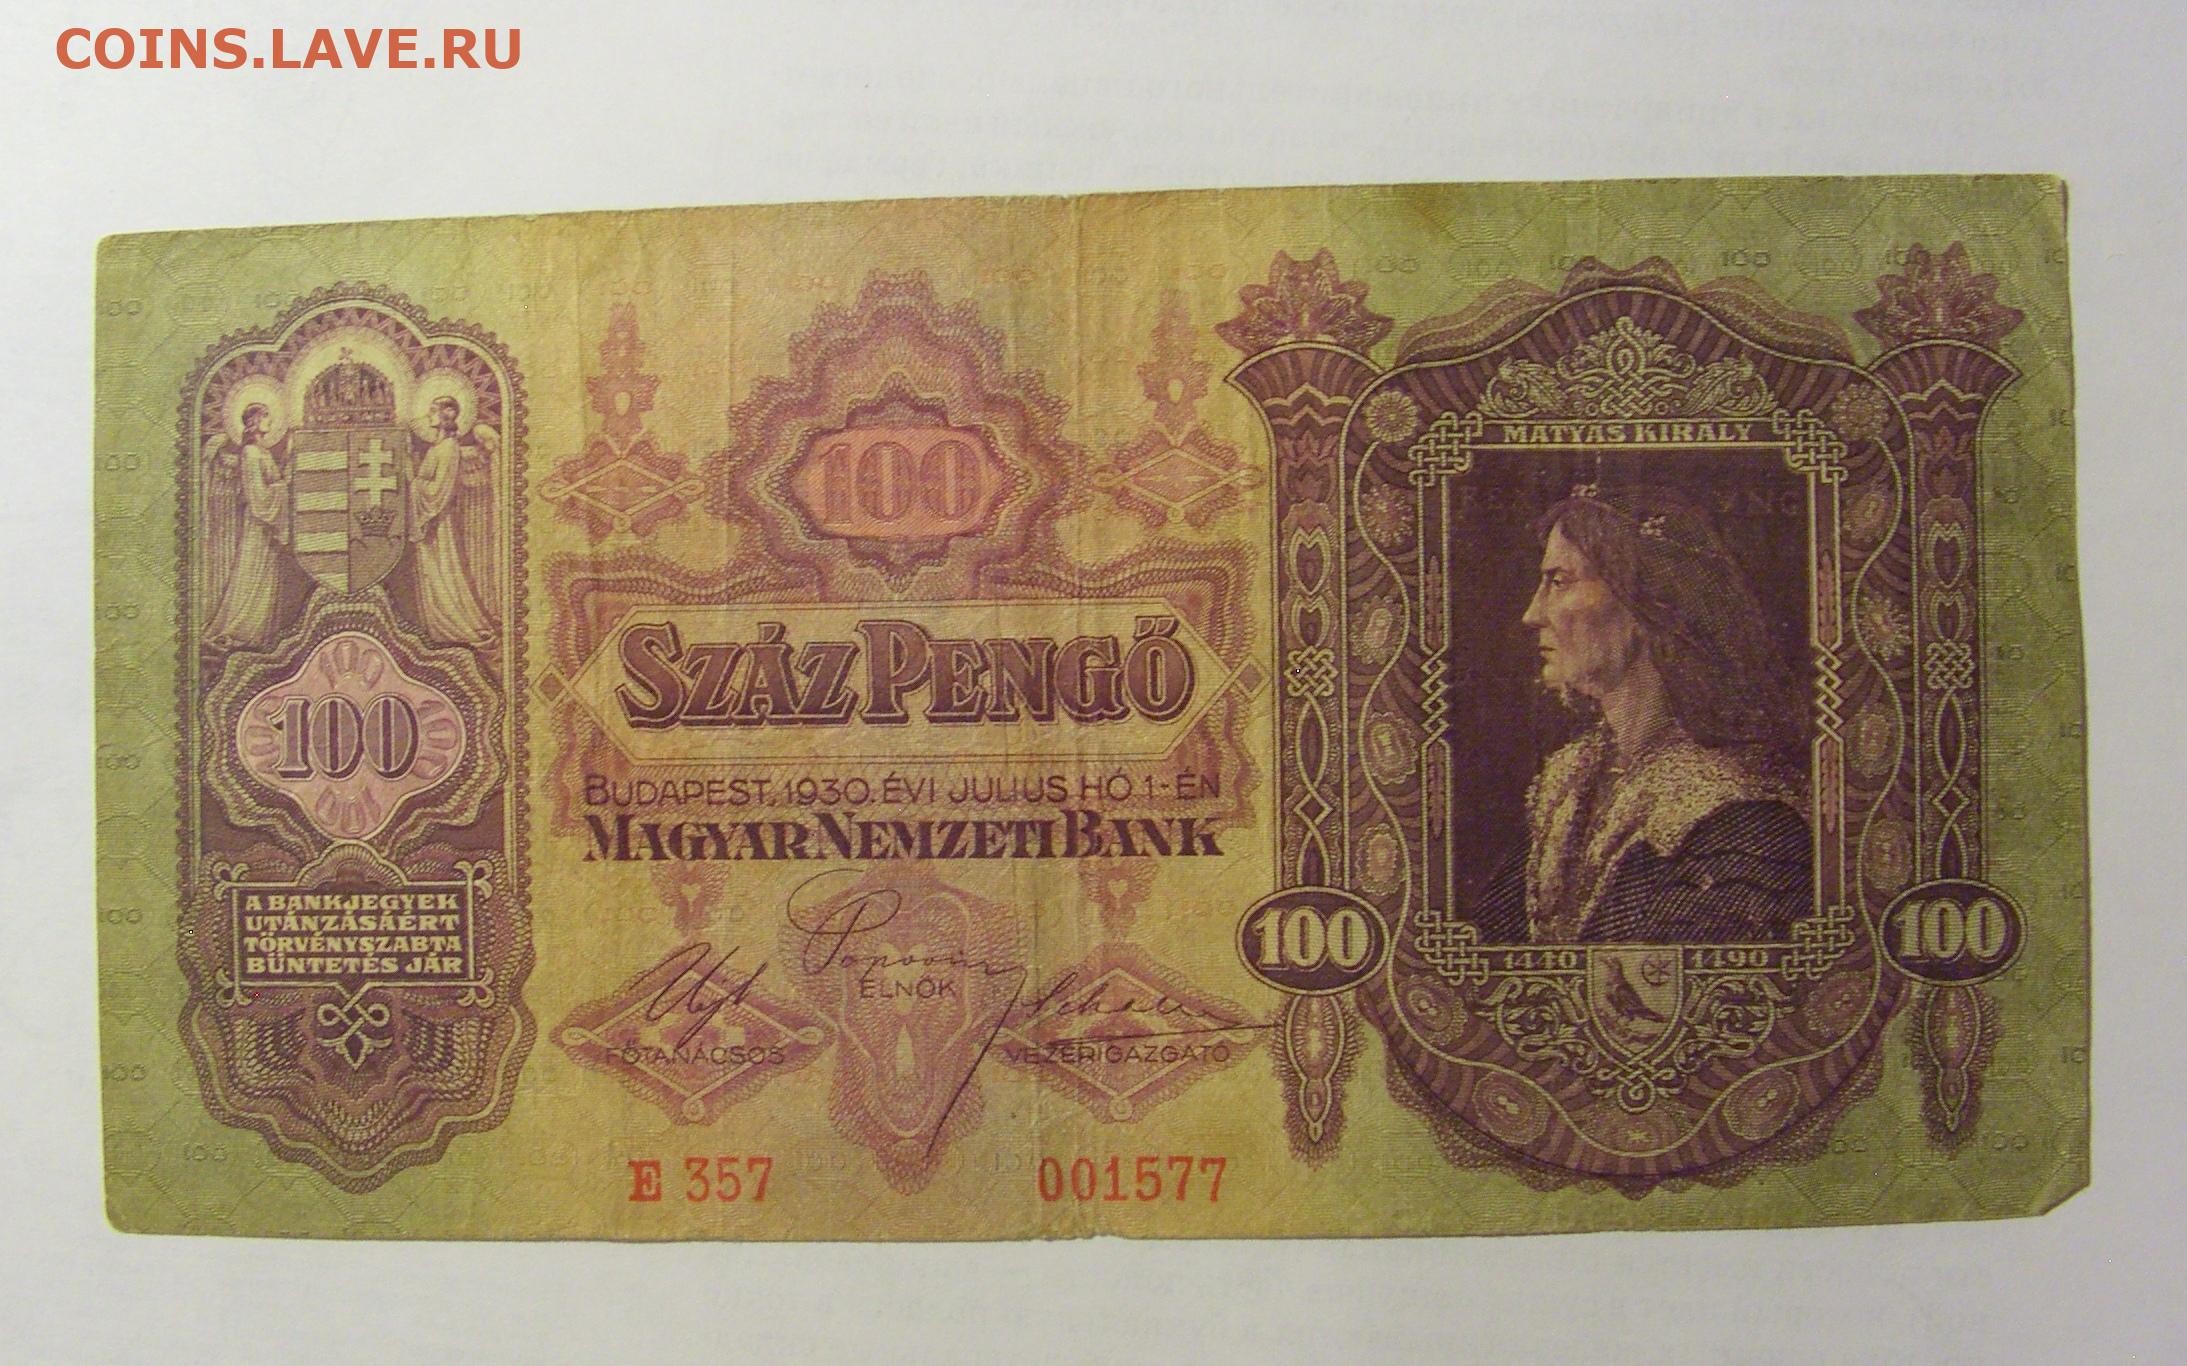 COINS.LAVE.RU
100
MÁTYÁS KIRÁLY
100
SZÁZ PENGŐ
BUDAPEST, 1930. ÉVI JULIUS HÓ 1-ÉN
MAGYAR NEMZETI BANK
A BANKJEGYEK
UTÁNZÁSÁÉRT
TÖRVÉNYSZABTA
BÜNTETÉS JÁR
100
100
1440 1490
ELNÖK
FŐTANÁCSOS
VEZÉRIGAZGATÓ
E 357
001577